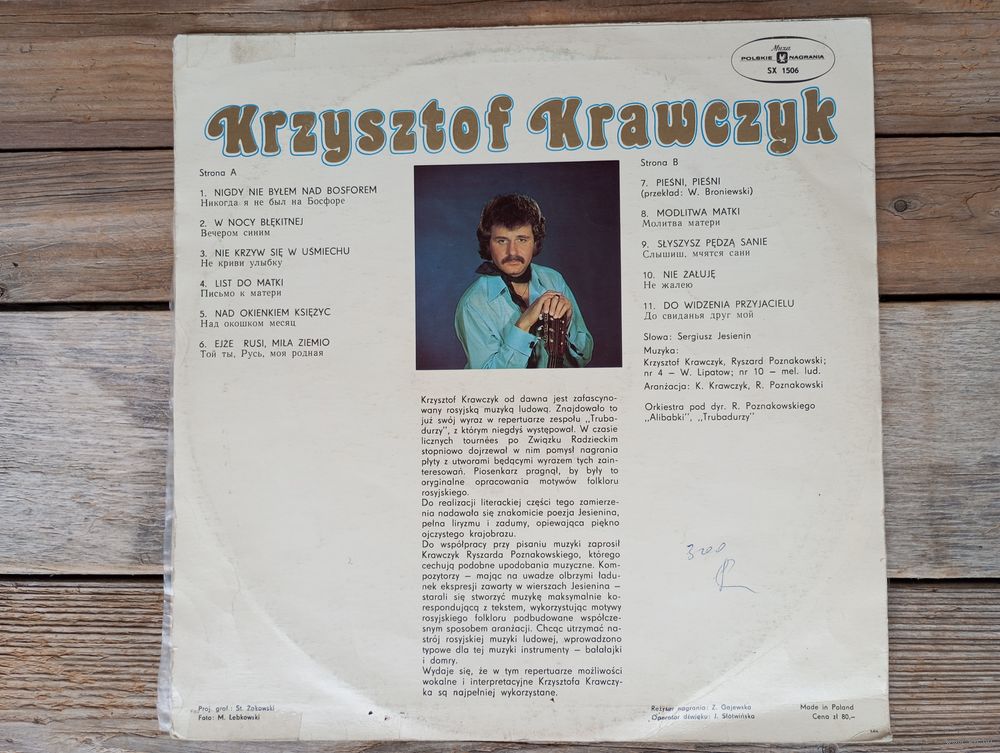 Muza
POLSKIE NAGRANIA
SX 1506
Krzysztof Krawczyk
Strona A
1. NIGDY NIE BYŁEM NAD BOSFOREM
Никогда я не был на Босфоре
2. W NOCY BŁĘKITNEJ
Вечером синим
3. NIE KRZYW SIĘ W UŚMIECHU
Не криви улыбку
4. LIST DO MATKI
Письмо к матери
5. NAD OKIENKIEM KSIĘŻYC
Над окошком месяц
6. EJŻE RUSI, MIŁA ZIEMIO
Той ты, Русь, моя родная
Strona B
7. PIEŚNI, PIEŚNI
(przekład: W. Broniewski)
8. MODLITWA MATKI
Молитва матери
9. SŁYSZYSZ PĘDZĄ SANIE
Слышиш, мчятся сани
10. NIE ŻAŁUJĘ
Не жалею
11. DO WIDZENIA PRZYJACIELU
До свиданья друг мой
Słowa: Sergiusz Jesienin
Muzyka:
Krzysztof Krawczyk, Ryszard Poznakowski;
nr 4 — W. Lipatow; nr 10 — mel. lud.
Aranżacja: K. Krawczyk, R. Poznakowski
Orkiestra pod dyr. R. Poznakowskiego
„Alibabki", „Trubadurzy"
Krzysztof Krawczyk od dawna jest zafascyno-
wany rosyjską muzyką ludową. Znajdowało to
już swój wyraz w repertuarze zespołu „Truba-
durzy", z którym niegdyś występował. W czasie
licznych tournées po Związku Radzieckim
stopniowo dojrzewał w nim pomysł nagrania
płyty z utworami będącymi wyrazem tych zain-
teresowań. Piosenkarz pragnął, by były to
oryginalne opracowania motywów folkloru
rosyjskiego.
Do realizacji literackiej części tego zamierze-
nia nadawała się znakomicie poezja Jesienina,
pełna liryzmu i zadumy, opiewająca piękno
ojczystego krajobrazu.
Do współpracy przy pisaniu muzyki zaprosił
Krawczyk Ryszarda Poznakowskiego, którego
cechują podobne upodobania muzyczne. Kom-
pozytorzy — mając na uwadze olbrzymi ładu-
nek ekspresji zawarty w wierszach Jesienina —
starali się stworzyć muzykę maksymalnie ko-
respondującą z tekstem, wykorzystując motywy
rosyjskiego folkloru podbudowane współcze-
snym sposobem aranżacji. Chcąc utrzymać na-
strój rosyjskiej muzyki ludowej, wprowadzono
typowe dla tej muzyki instrumenty — bałałajki
i domry.
Wydaje się, że w tym repertuarze możliwości
wokalne i interpretacyjne Krzysztofa Krawczy-
ka są najpełniej wykorzystane.
Proj. graf.: St. Żakowski
Foto: M. Łebkowski
Reżyser nagrania: Z. Gajewska
Operator dźwięku: J. Słotwińska
Made in Poland
Cena zł 80,—